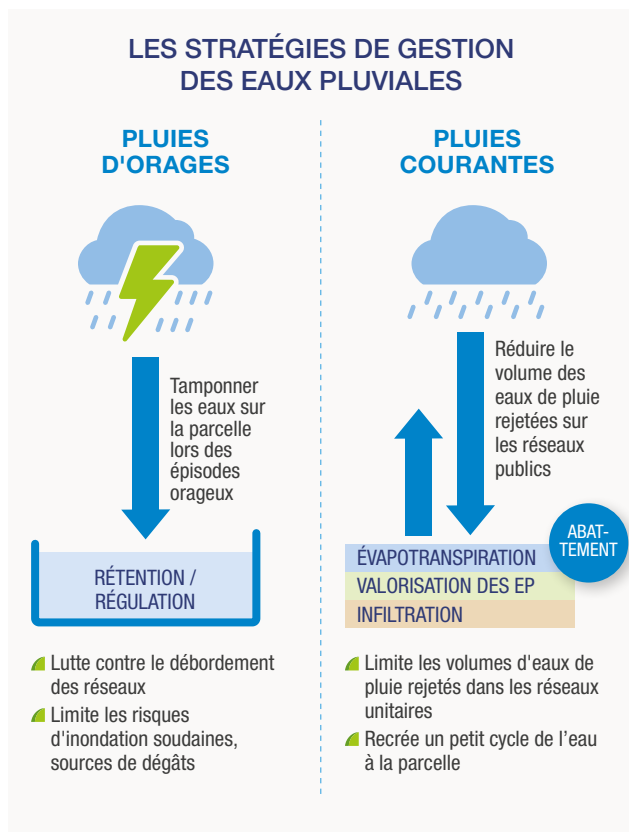 LES STRATÉGIES DE GESTION
DES EAUX PLUVIALES
PLUIES
D'ORAGES
Tamponner
les eaux sur
la parcelle
lors des
épisodes
orageux
RÉTENTION /
RÉGULATION
Lutte contre le débordement
des réseaux
Limite les risques
d'inondation soudaines,
sources de dégâts
PLUIES
COURANTES
Réduire le
volume des
eaux de pluie
rejetées sur
les réseaux
publics
ABAT-
TEMENT
ÉVAPOTRANSPIRATION
VALORISATION DES EP
INFILTRATION
Limite les volumes d'eaux de
pluie rejetés dans les réseaux
unitaires
Recrée un petit cycle de l'eau
à la parcelle